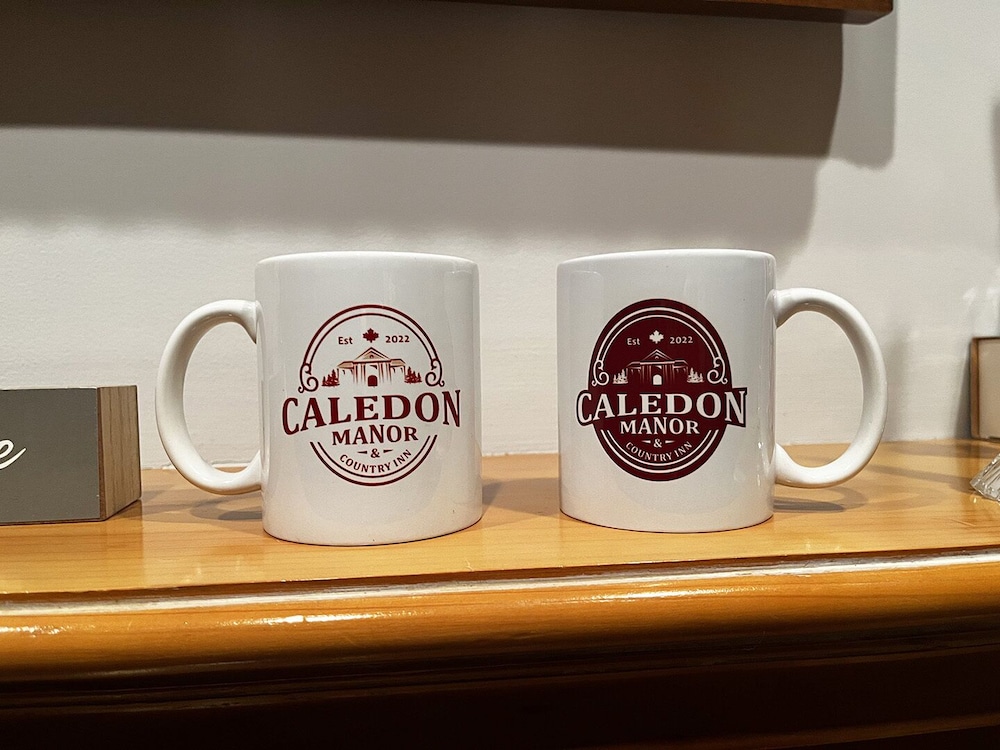 Est 2022
CALEDON
MANOR
&
COUNTRY INN
Est 2022
CALEDON
MANOR
&
COUNTRY INN